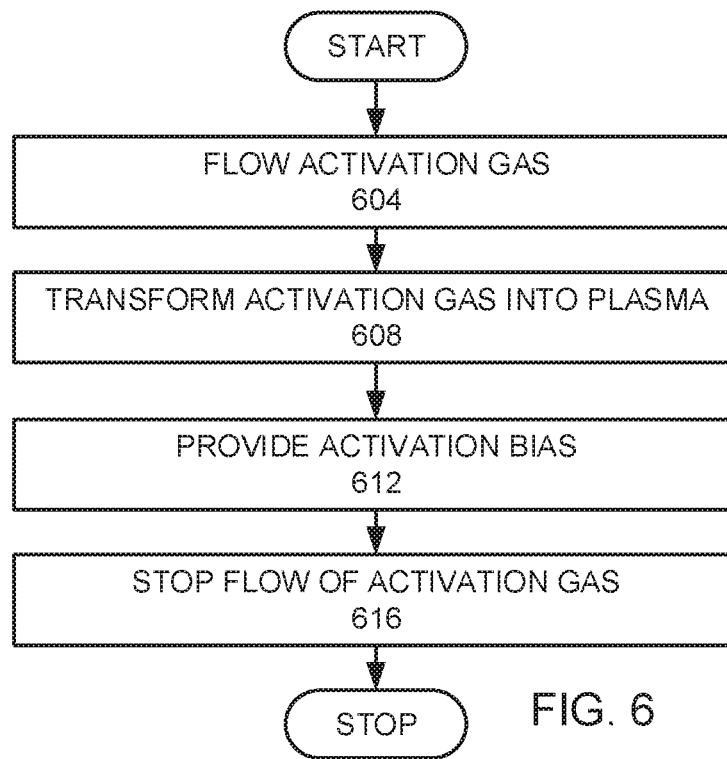 START
FLOW ACTIVATION GAS
604
TRANSFORM ACTIVATION GAS INTO PLASMA
608
PROVIDE ACTIVATION BIAS
612
STOP FLOW OF ACTIVATION GAS
616
STOP
FIG. 6